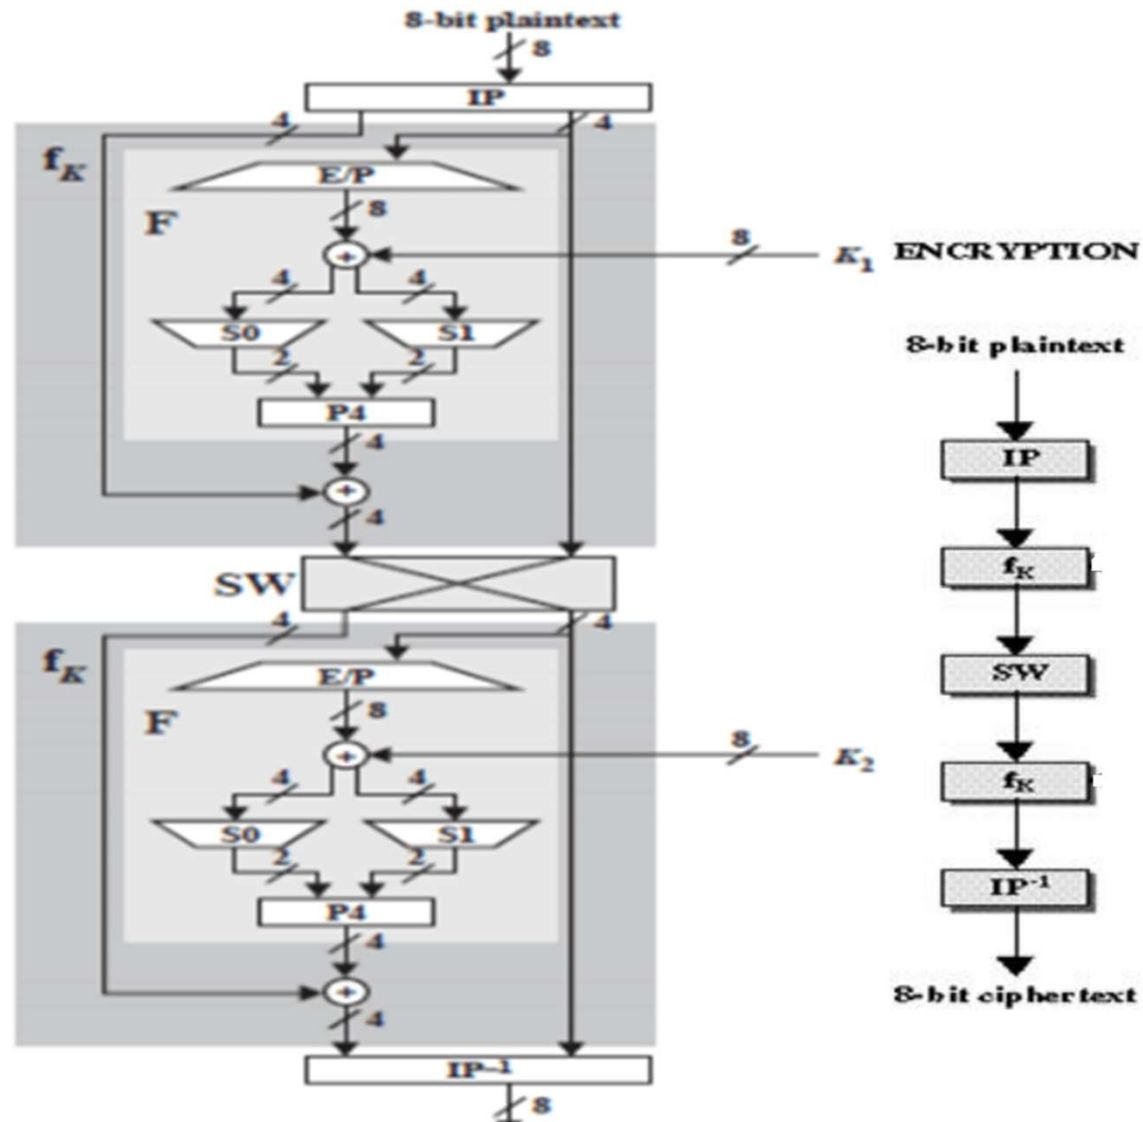 8-bit plaintext
8
IP
4
4
fK
E/P
F
8
+
8
K1
ENCRYPTION
4
4
S0
S1
2
2
P4
4
+
4
SW
4
4
fK
E/P
F
8
+
8
K2
4
4
S0
S1
2
2
P4
4
+
4
IP-1
8
8-bit plaintext
IP
fK
SW
fK
IP-1
8-bit ciphertext